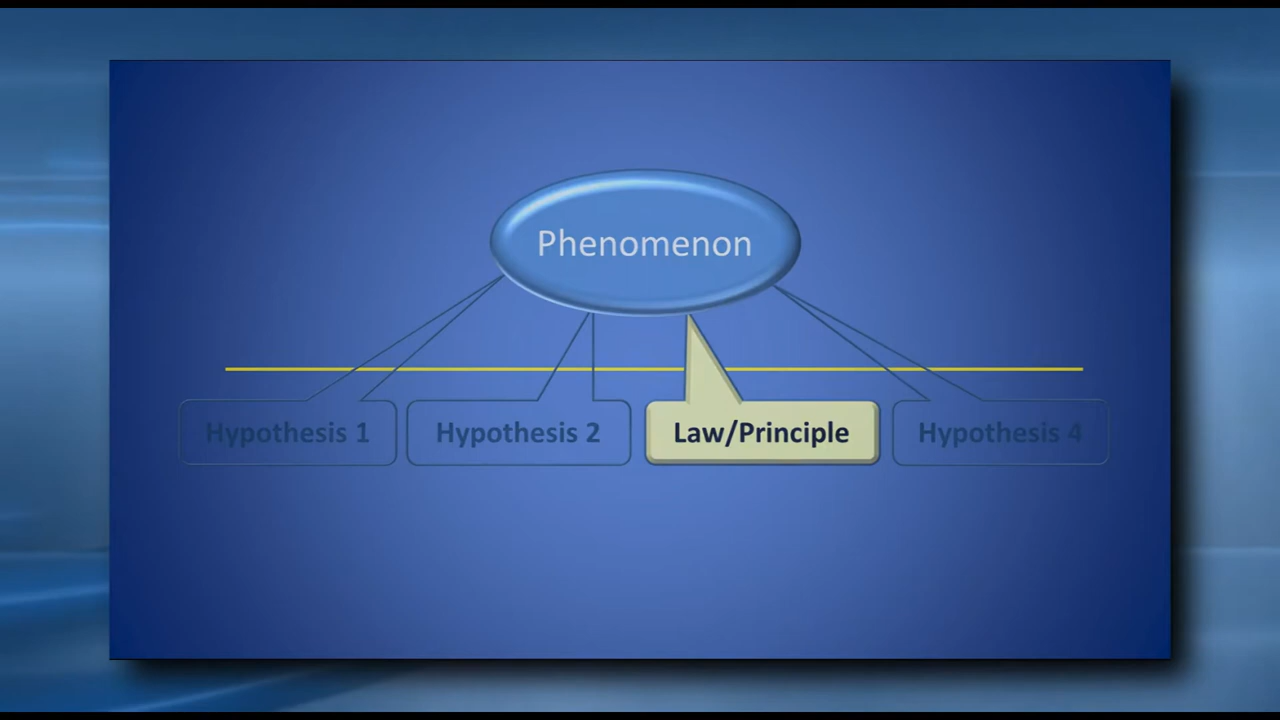 Phenomenon
Hypothesis 1
Hypothesis 2
Law/Principle
Hypothesis 4